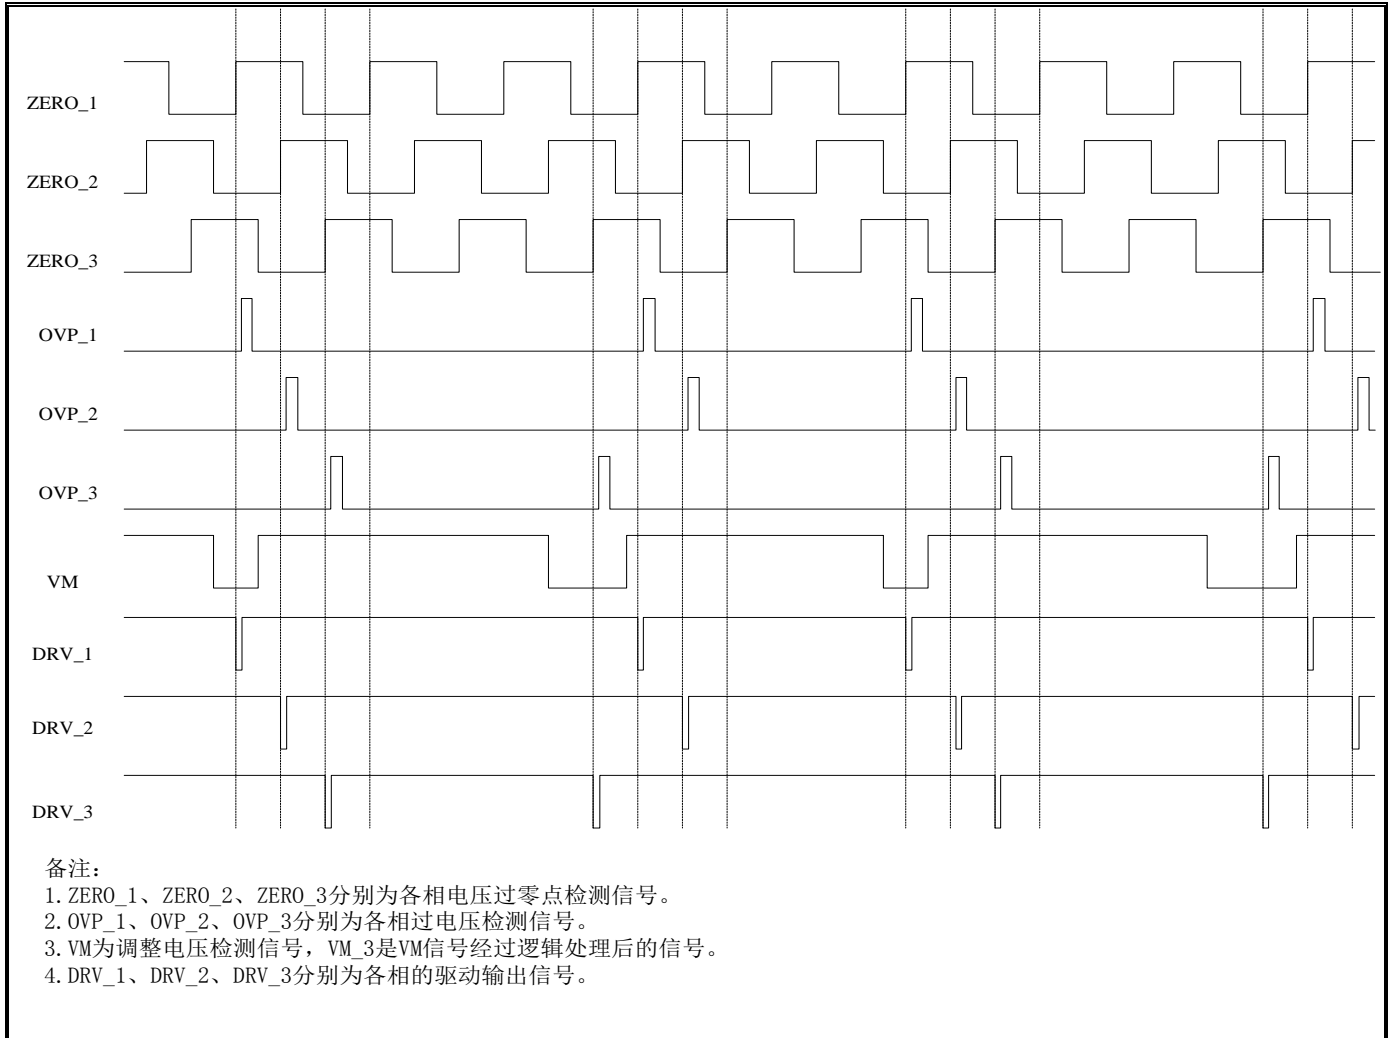 ZERO_1
ZERO_2
ZERO_3
OVP_1
OVP_2
OVP_3
VM
DRV_1
DRV_2
DRV_3
备注：
1.ZERO_1、ZERO_2、ZERO_3分别为各相电压过零点检测信号。
2.OVP_1、OVP_2、OVP_3分别为各相过电压检测信号。
3.VM为调整电压检测信号，VM_3是VM信号经过逻辑处理后的信号。
4.DRV_1、DRV_2、DRV_3分别为各相的驱动输出信号。